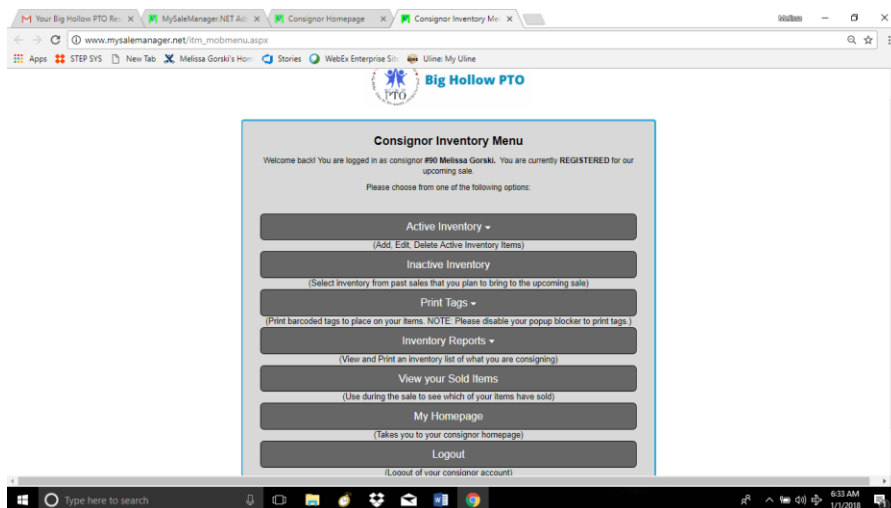 Your Big Hollow PTO Res
MySaleManager.NET Ad
Consignor Homepage
Consignor Inventory Me
Melissa
www.mysalemanager.net/itm_mobmenu.aspx
Apps STEP SYS New Tab Melissa Gorski's Hom Stories WebEx Enterprise Sit Uline: My Uline
PTO
Big Hollow PTO
Consignor Inventory Menu
Welcome back! You are logged in as consignor #90 Melissa Gorski. You are currently REGISTERED for our
upcoming sale.
Please choose from one of the following options:
Active Inventory
(Add, Edit, Delete Active Inventory Items)
Inactive Inventory
(Select inventory from past sales that you plan to bring to the upcoming sale)
Print Tags
(Print barcoded tags to place on your items. NOTE: Please disable your popup blocker to print tags.)
Inventory Reports
(View and Print an inventory list of what you are consigning)
View your Sold Items
(Use during the sale to see which of your items have sold)
My Homepage
(Takes you to your consignor homepage)
Logout
(Logout of your consignor account)
Type here to search
6:33 AM
1/1/2018